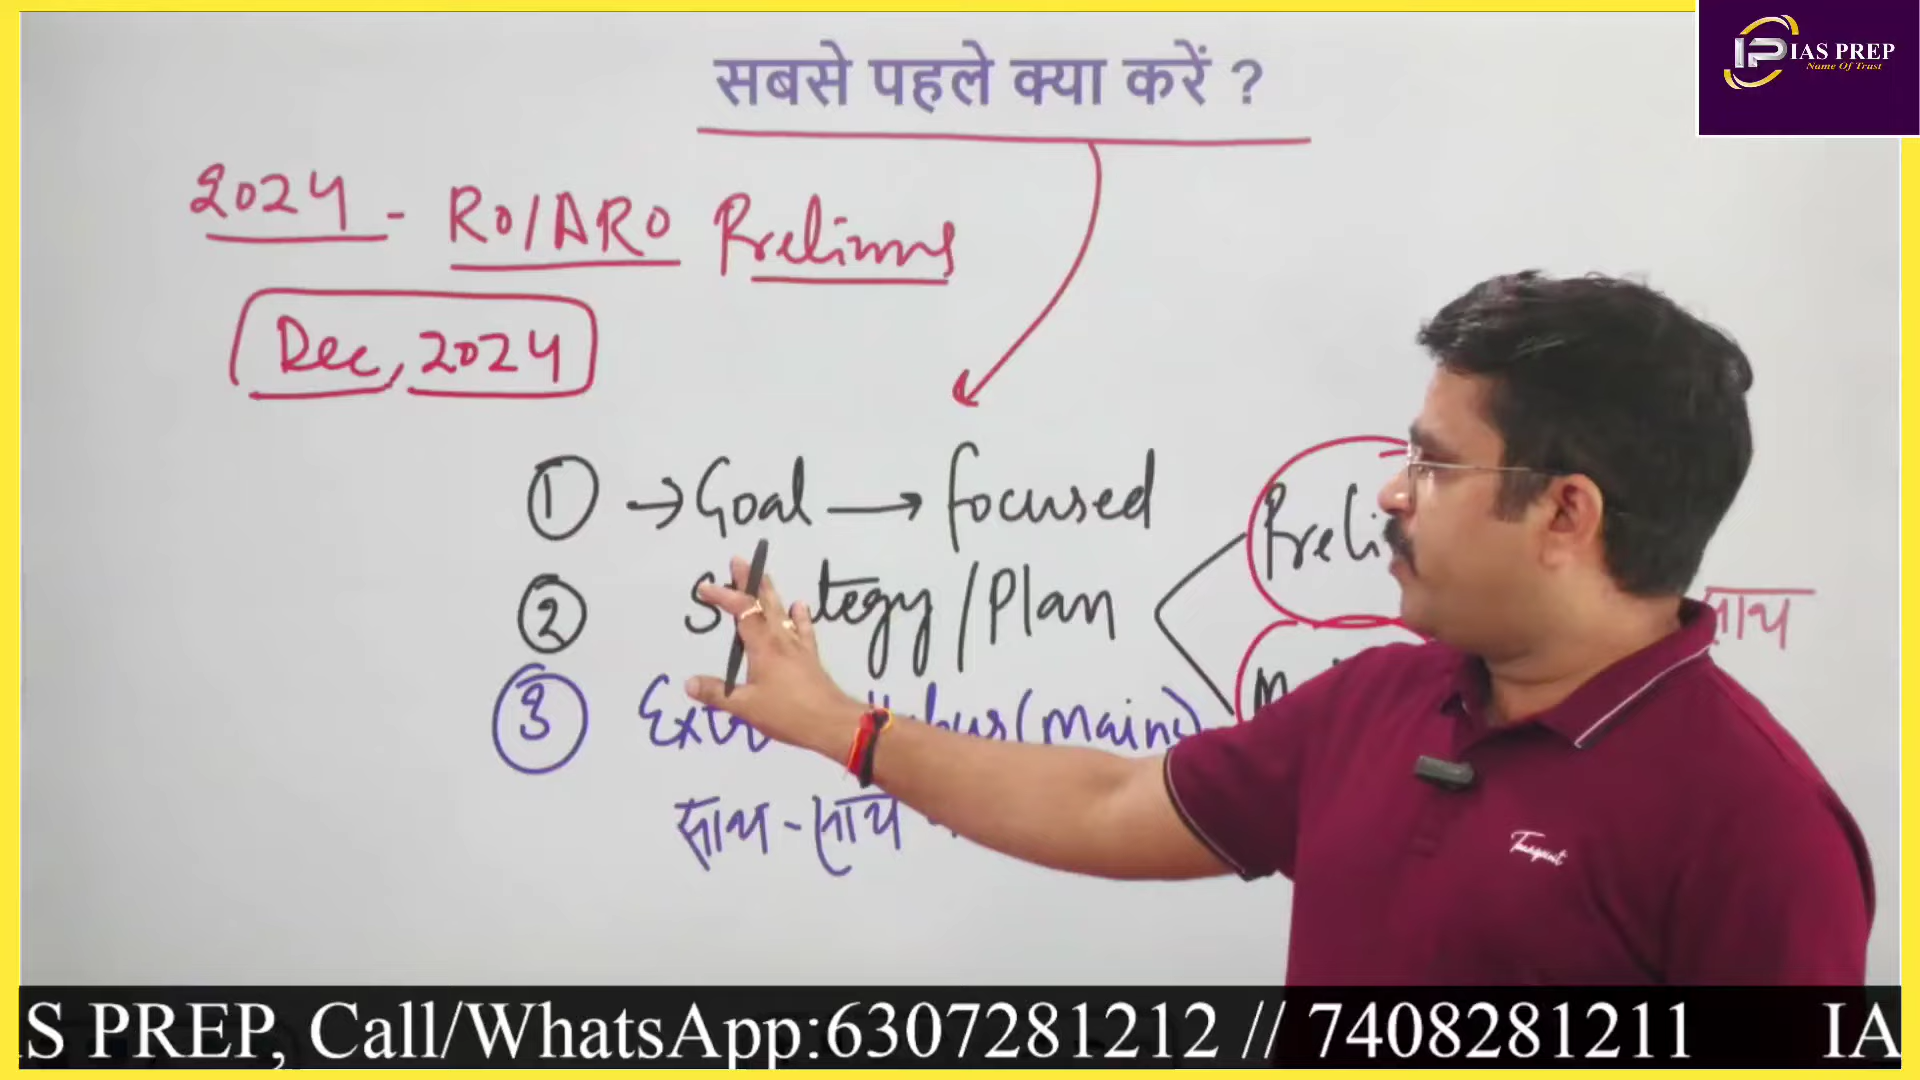 सबसे पहले क्या करें ?
IAS PREP
Name Of Trust
2024 - RO/ARO Prelims
Dec, 2024
1 → Goal → focused
2 Strategy / Plan
साथ
3 (main)
साथ - साथ
PREP, Call/WhatsApp:6307281212 // 7408281211 IA